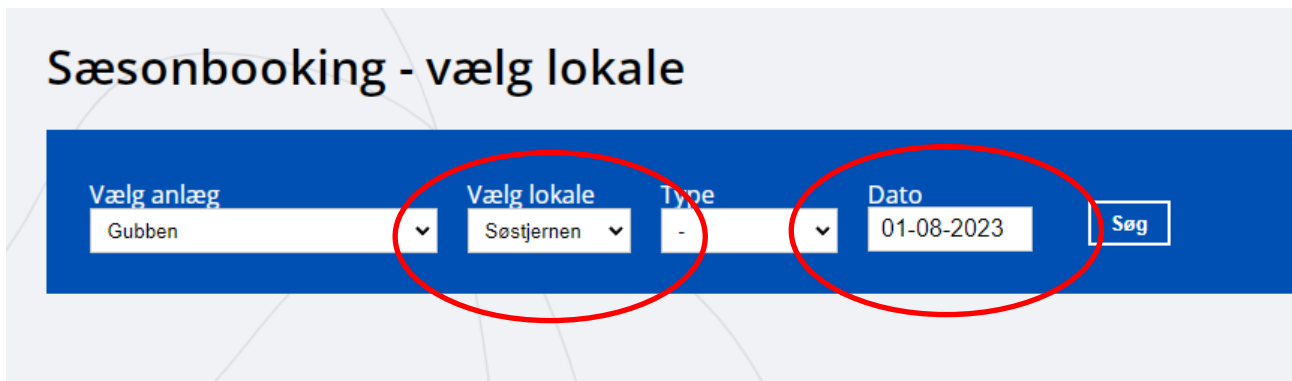 Sæsonbooking - vælg lokale
Vælg anlæg Vælg lokale Type Dato
Gubben Søstjernen - 01-08-2023 Søg